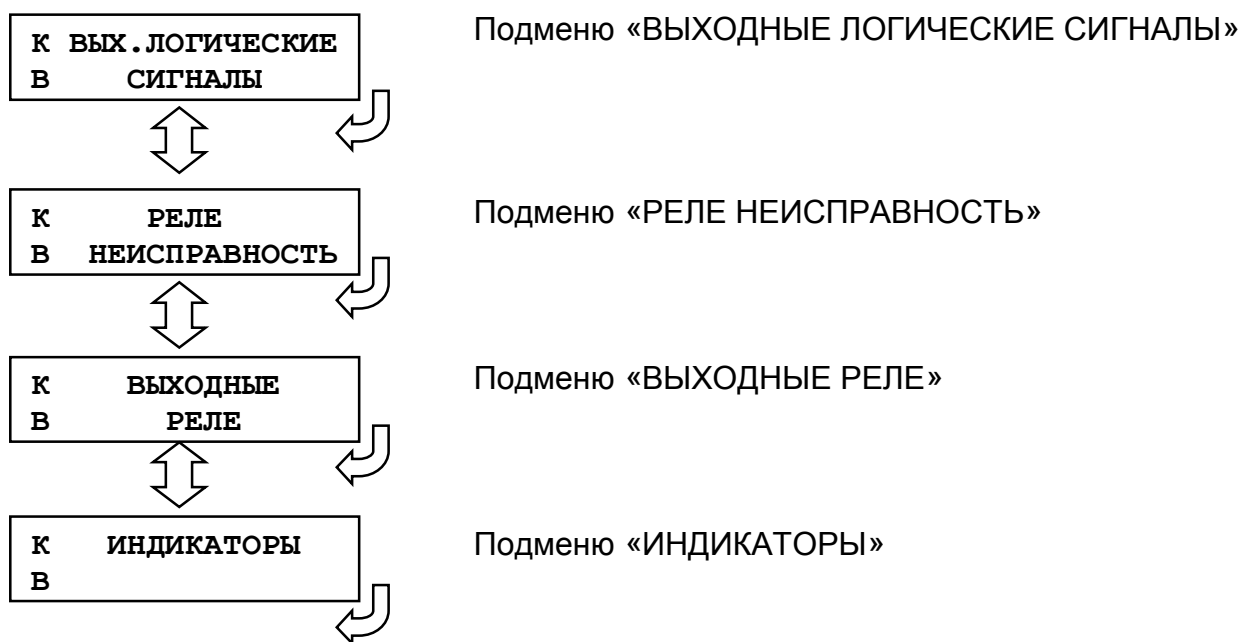 К ВЫХ.ЛОГИЧЕСКИЕ
В СИГНАЛЫ
Подменю «ВЫХОДНЫЕ ЛОГИЧЕСКИЕ СИГНАЛЫ»
К РЕЛЕ
В НЕИСПРАВНОСТЬ
Подменю «РЕЛЕ НЕИСПРАВНОСТЬ»
К ВЫХОДНЫЕ
В РЕЛЕ
Подменю «ВЫХОДНЫЕ РЕЛЕ»
К ИНДИКАТОРЫ
В
Подменю «ИНДИКАТОРЫ»